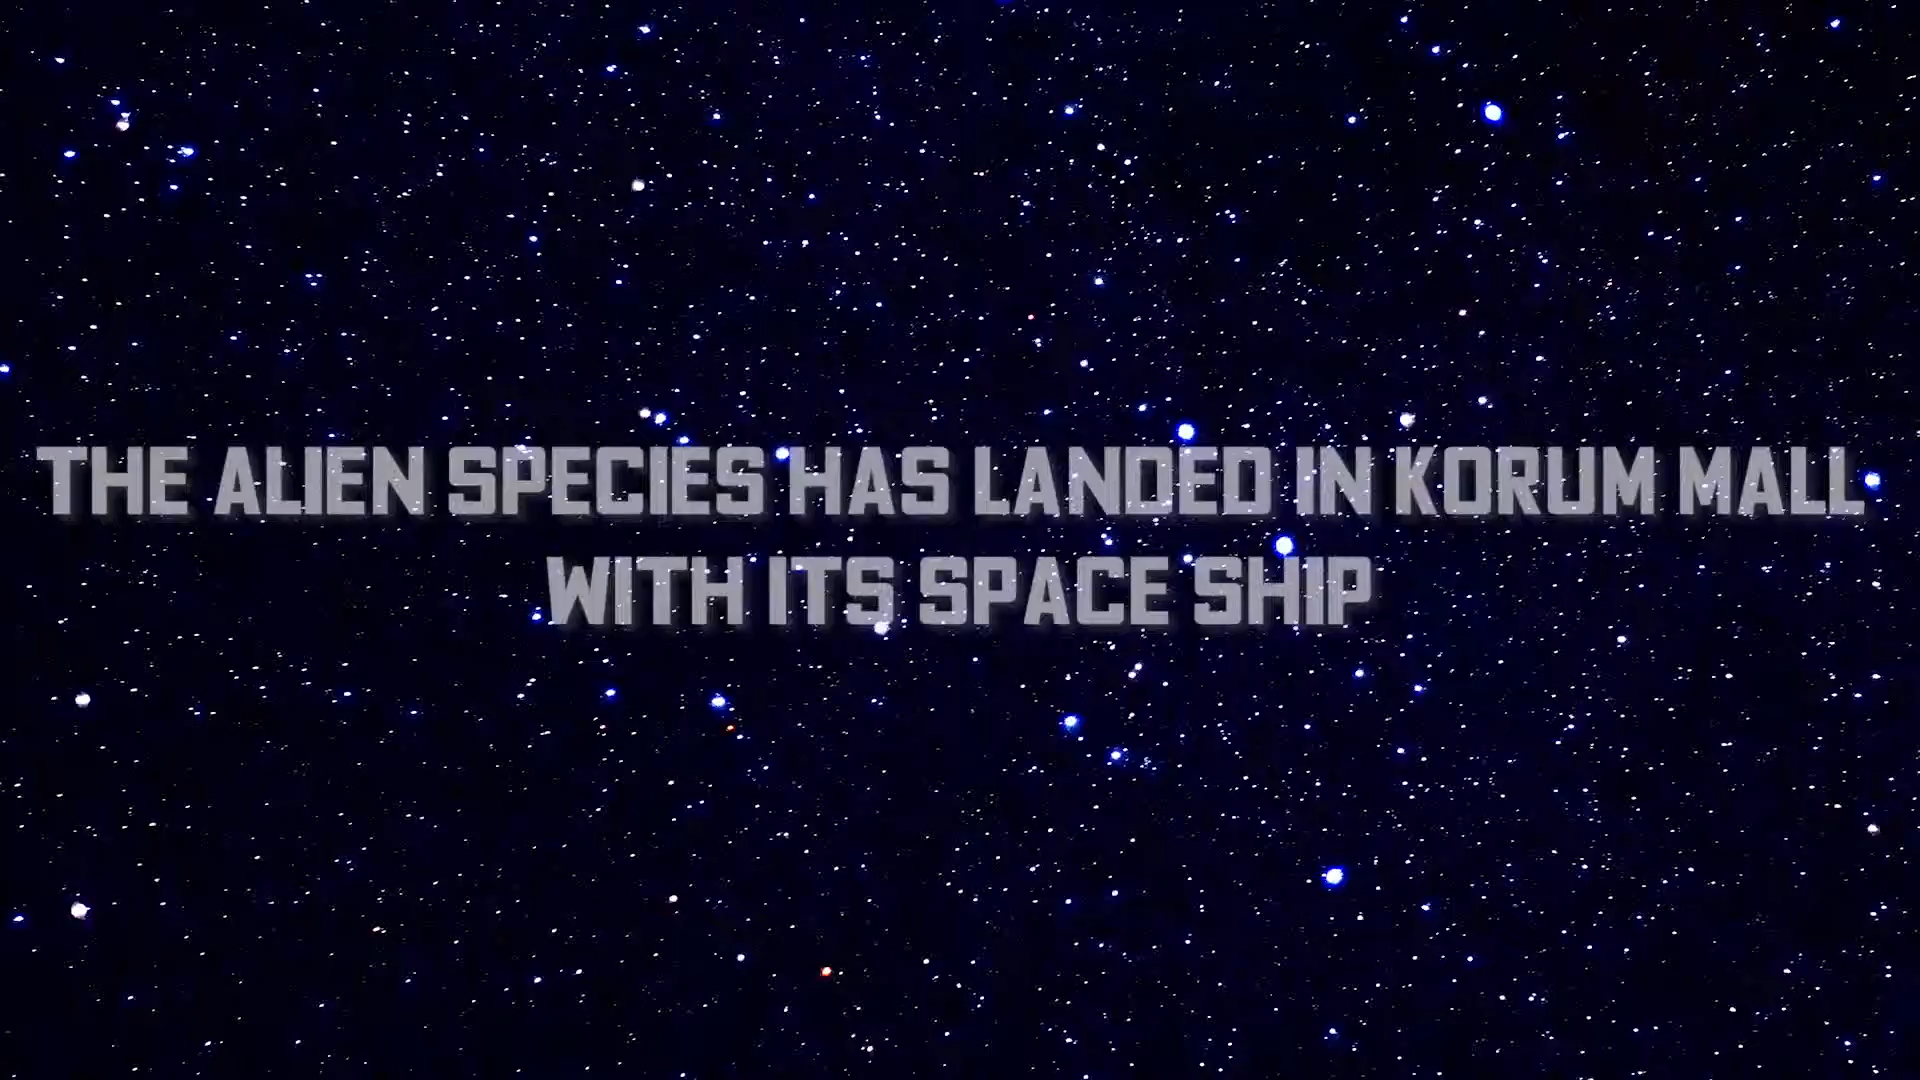 THE ALIEN SPECIES HAS LANDED IN KORUM MALL
WITH ITS SPACE SHIP